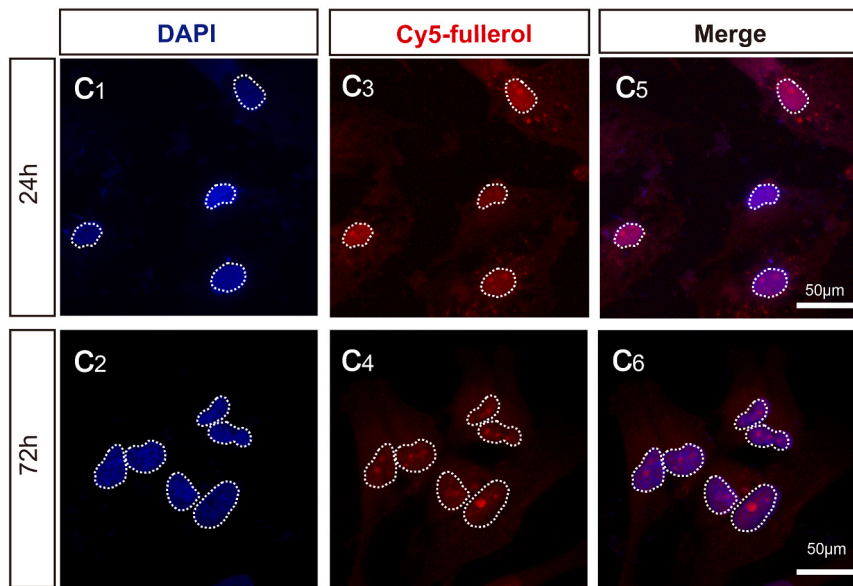 DAPI
Cy5-fullerol
Merge
24h
C1
C3
C5
50μm
72h
C2
C4
C6
50μm